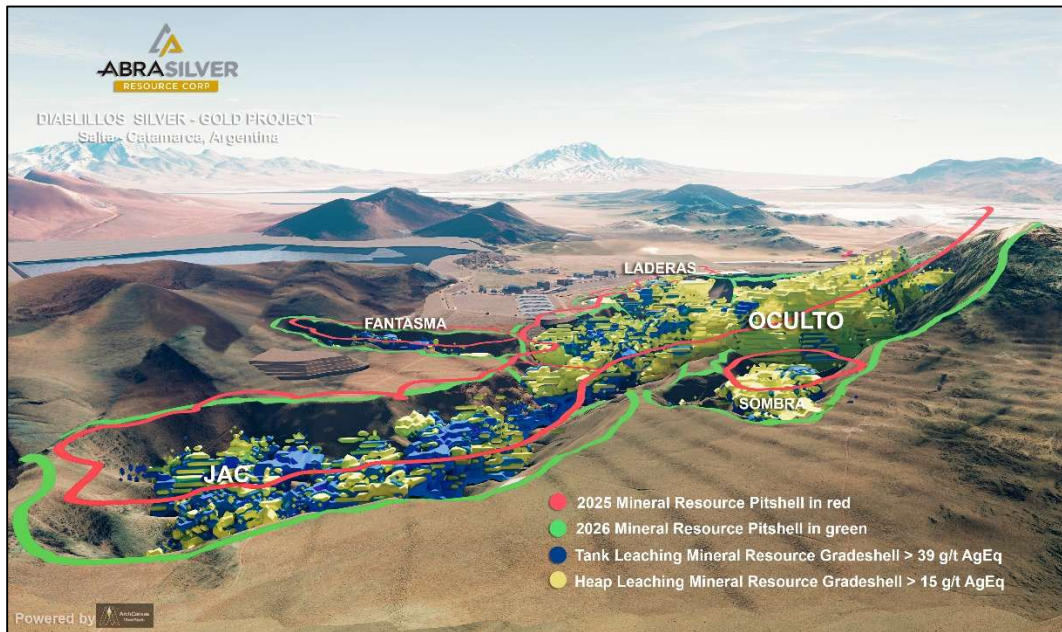 ABRASILVER
RESOURCE CORP
DIABLILLOS SILVER - GOLD PROJECT
Salta - Catamarca, Argentina
LADERAS
FANTASMA
OCULTO
SOMBRA
JAC
2025 Mineral Resource Pitshell in red
2026 Mineral Resource Pitshell in green
Tank Leaching Mineral Resource Gradeshell > 39 g/t AgEq
Heap Leaching Mineral Resource Gradeshell > 15 g/t AgEq
Powered by